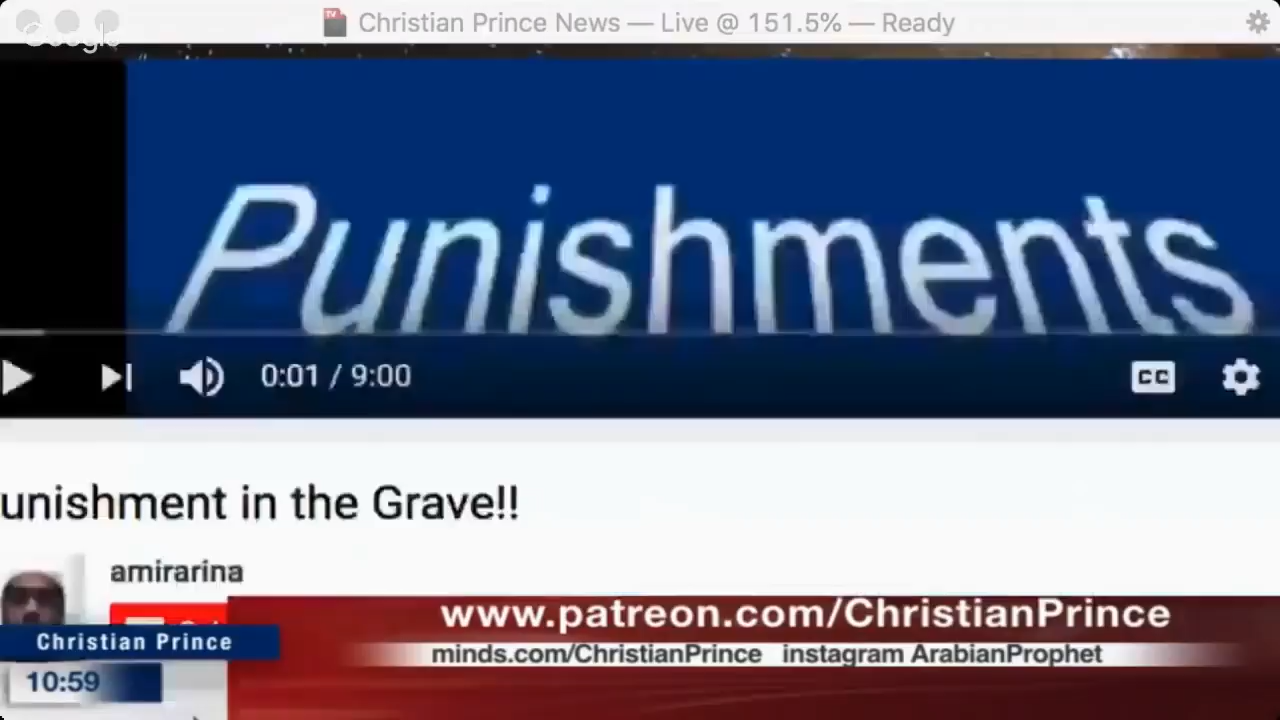 Christian Prince News — Live @ 151.5% — Ready
Google
Punishments
0:01 / 9:00
CC
unishment in the Grave!!
amirarina
www.patreon.com/ChristianPrince
Christian Prince
minds.com/ChristianPrince instagram ArabianProphet
10:59